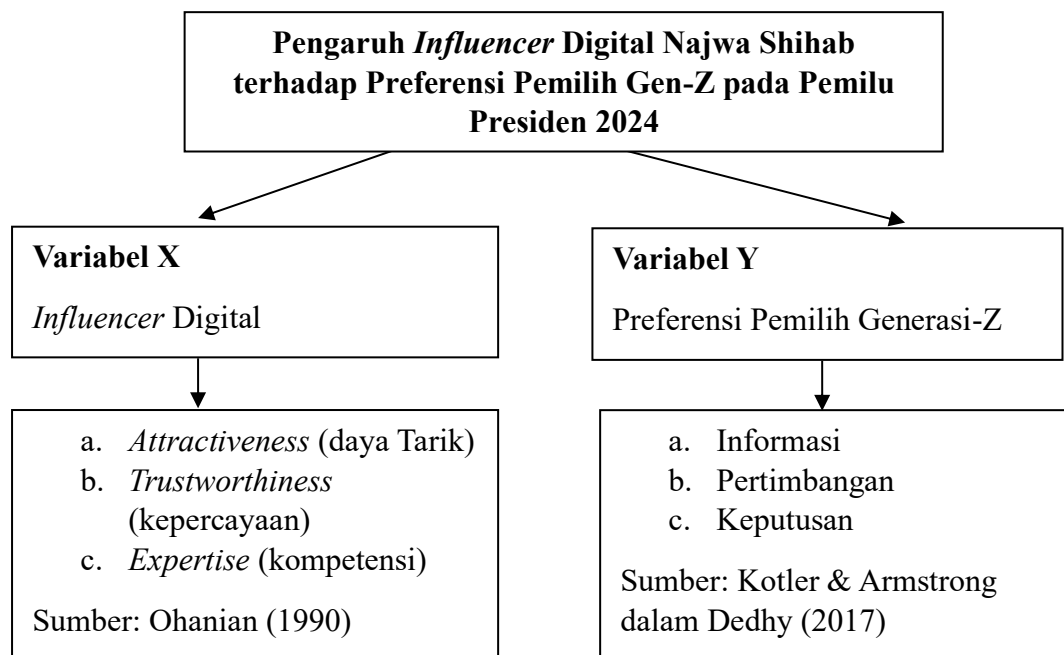 Pengaruh Influencer Digital Najwa Shihab
terhadap Preferensi Pemilih Gen-Z pada Pemilu
Presiden 2024
Variabel X
Influencer Digital
Variabel Y
Preferensi Pemilih Generasi-Z
a. Attractiveness (daya Tarik)
b. Trustworthiness
(kepercayaan)
c. Expertise (kompetensi)
Sumber: Ohanian (1990)
a. Informasi
b. Pertimbangan
c. Keputusan
Sumber: Kotler & Armstrong
dalam Dedhy (2017)